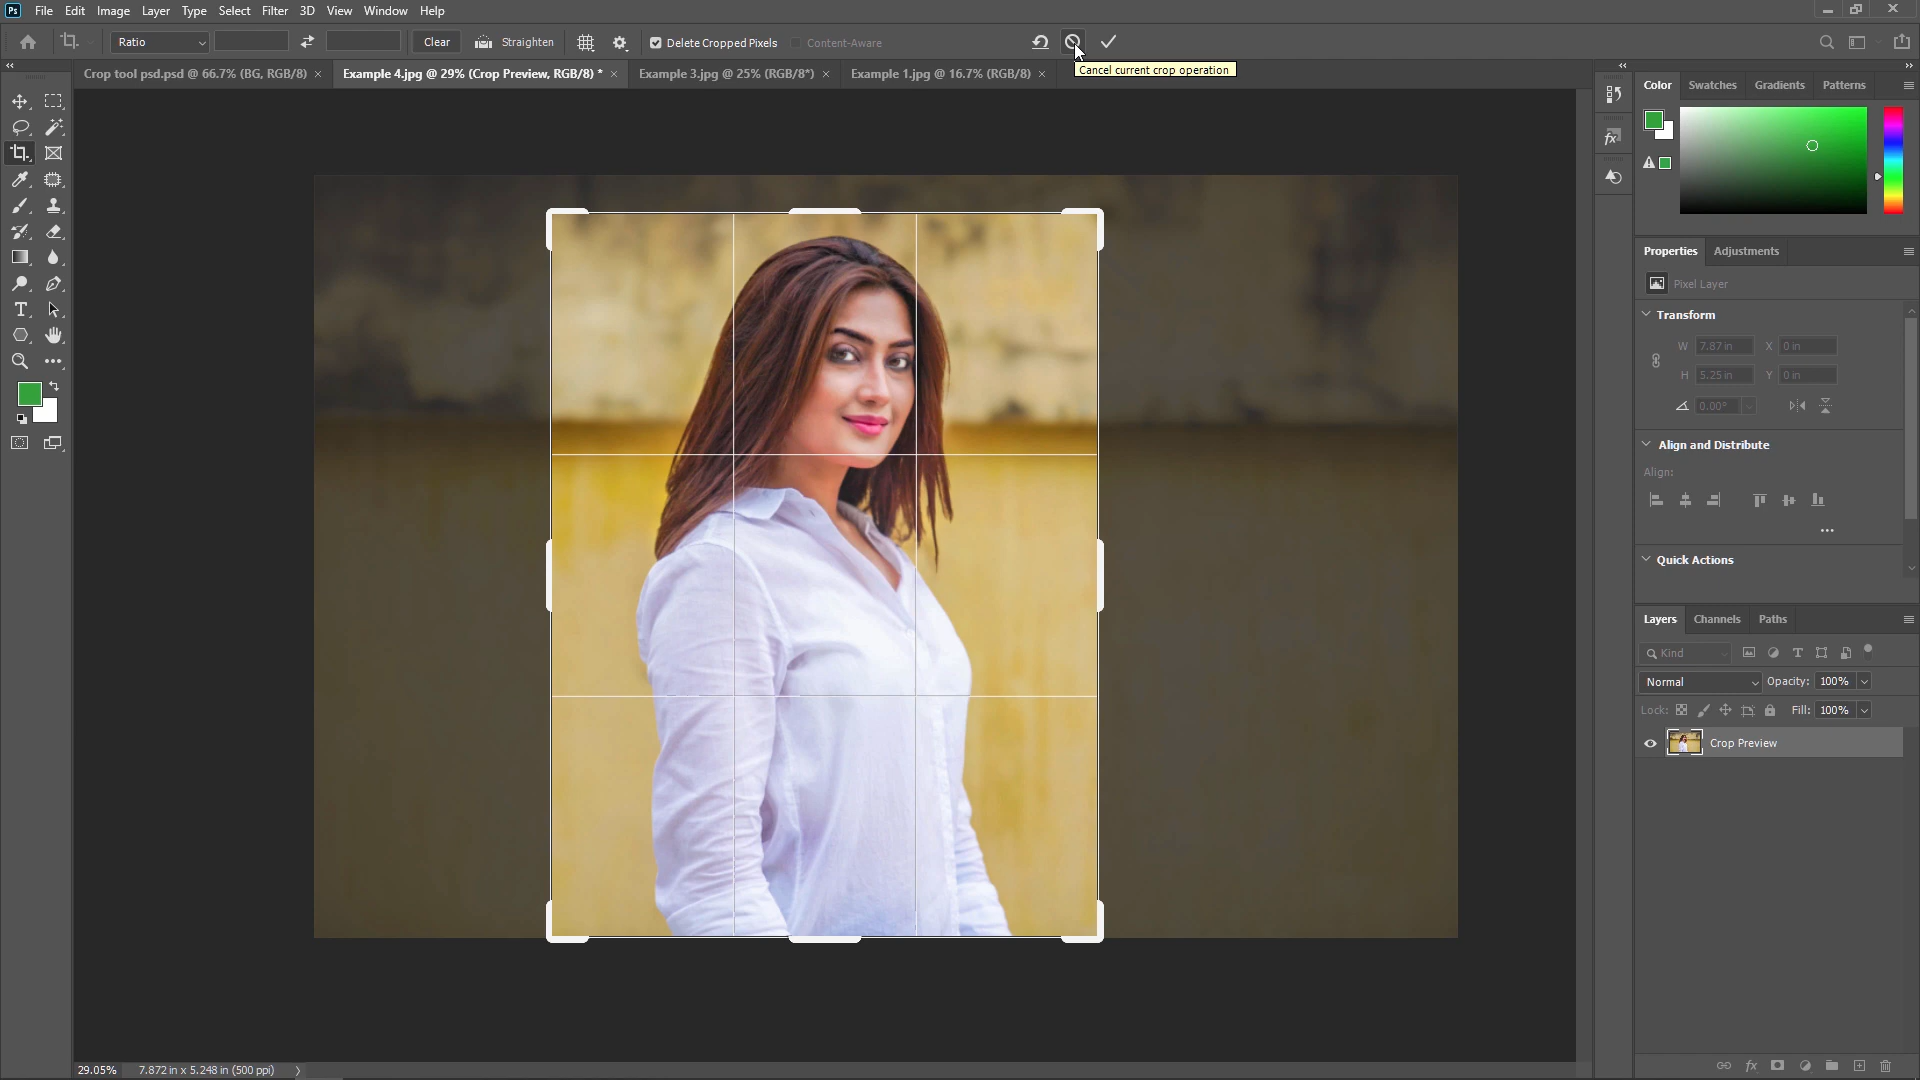 Ps File Edit Image Layer Type Select Filter 3D View Window Help
Ratio Clear Straighten Delete Cropped Pixels Content-Aware
Cancel current crop operation
Crop tool psd.psd @ 66.7% (BG, RGB/8) × Example 4.jpg @ 29% (Crop Preview, RGB/8) * × Example 3.jpg @ 25% (RGB/8*) × Example 1.jpg @ 16.7% (RGB/8) ×
Color Swatches Gradients Patterns
Properties Adjustments
Pixel Layer
Transform
W 7.87 in X 0 in
H 5.25 in Y 0 in
0.00°
Align and Distribute
Align:
Quick Actions
Layers Channels Paths
Kind
Normal Opacity: 100%
Lock: Fill: 100%
Crop Preview
29.05% 7.872 in x 5.248 in (500 ppi)